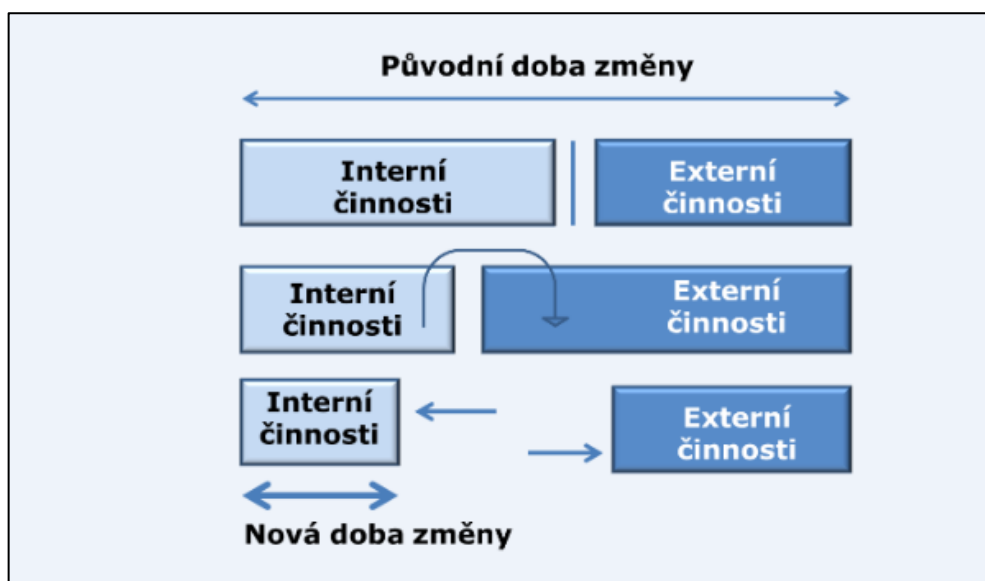 Původní doba změny
Interní
činnosti
Externí
činnosti
Interní
činnosti
Externí
činnosti
Interní
činnosti
Externí
činnosti
Nová doba změny